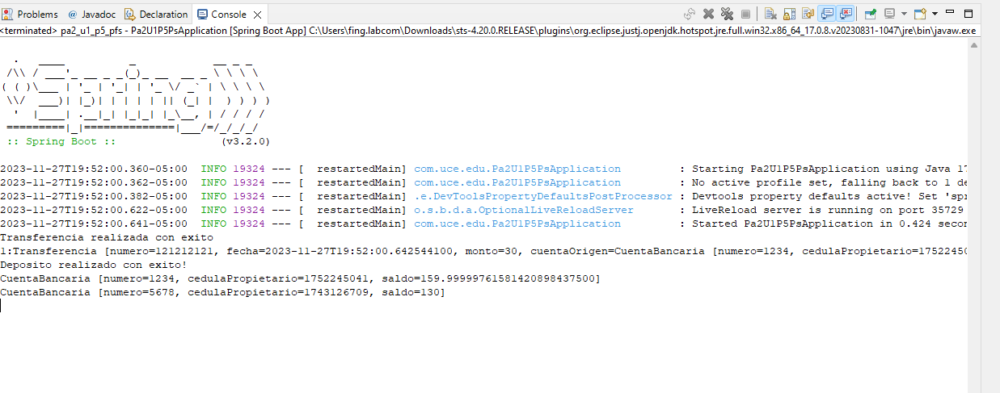 Problems @ Javadoc Declaration Console
<terminated> pa2_u1_p5_pfs - Pa2U1P5PsApplication [Spring Boot App] C:\Users\fing.labcom\Downloads\sts-4.20.0.RELEASE\plugins\org.eclipse.justj.openjdk.hotspot.jre.full.win32.x86_64_17.0.8.v20230831-1047\jre\bin\javaw.exe
  .   ____          _            __ _ _
 /\\ / ___'_ __ _ _(_)_ __  __ _ \ \ \ \
( ( )\___ | '_ | '_| | '_ \/ _` | \ \ \ \
 \\/  ___)| |_)| | | | | || (_| |  ) ) ) )
  '  |____| .__|_| |_|_| |_\__, | / / / /
 =========|_|==============|___/=/_/_/_/
 :: Spring Boot ::                (v3.2.0)
2023-11-27T19:52:00.360-05:00  INFO 19324 --- [  restartedMain] com.uce.edu.Pa2U1P5PsApplication         : Starting Pa2U1P5PsApplication using Java 17
2023-11-27T19:52:00.362-05:00  INFO 19324 --- [  restartedMain] com.uce.edu.Pa2U1P5PsApplication         : No active profile set, falling back to 1 de
2023-11-27T19:52:00.382-05:00  INFO 19324 --- [  restartedMain] .e.DevToolsPropertyDefaultsPostProcessor : Devtools property defaults active! Set 'spr
2023-11-27T19:52:00.622-05:00  INFO 19324 --- [  restartedMain] o.s.b.d.a.OptionalLiveReloadServer       : LiveReload server is running on port 35729
2023-11-27T19:52:00.641-05:00  INFO 19324 --- [  restartedMain] com.uce.edu.Pa2U1P5PsApplication         : Started Pa2U1P5PsApplication in 0.424 secon
Transferencia realizada con exito
1:Transferencia [numero=121212121, fecha=2023-11-27T19:52:00.642544100, monto=30, cuentaOrigen=CuentaBancaria [numero=1234, cedulaPropietario=17522450
Deposito realizado con exito!
CuentaBancaria [numero=1234, cedulaPropietario=1752245041, saldo=159.99999761581420898437500]
CuentaBancaria [numero=5678, cedulaPropietario=1743126709, saldo=130]